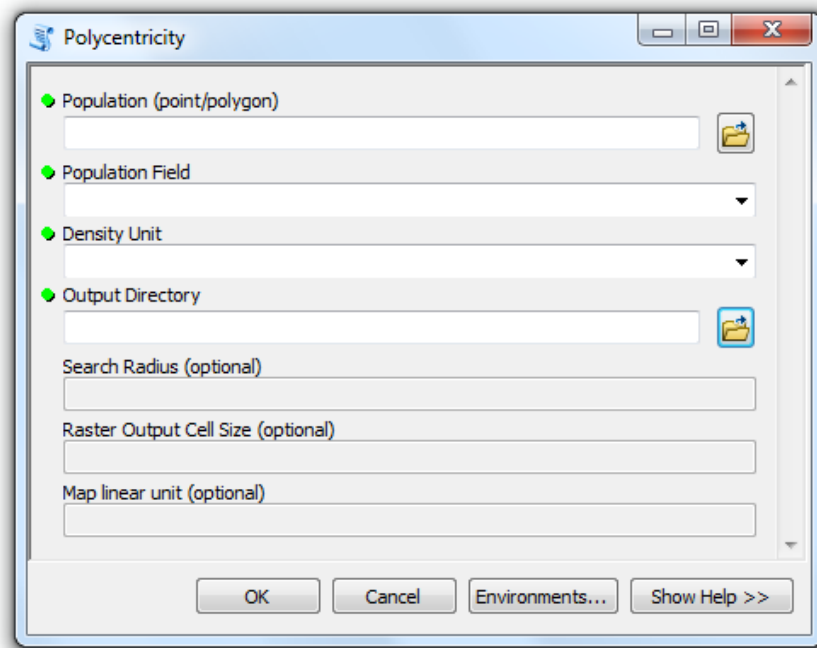 Polycentricity
Population (point/polygon)
Population Field
Density Unit
Output Directory
Search Radius (optional)
Raster Output Cell Size (optional)
Map linear unit (optional)
OK Cancel Environments... Show Help >>